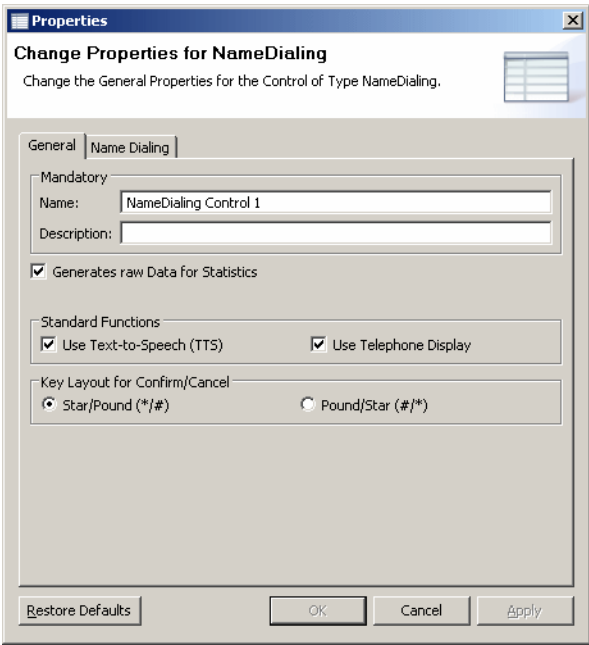 Properties
Change Properties for NameDialing
Change the General Properties for the Control of Type NameDialing.
General Name Dialing
Mandatory
Name: NameDialing Control 1
Description:
Generates raw Data for Statistics
Standard Functions
Use Text-to-Speech (TTS) Use Telephone Display
Key Layout for Confirm/Cancel
Star/Pound (*/#) Pound/Star (#/*)
Restore Defaults OK Cancel Apply